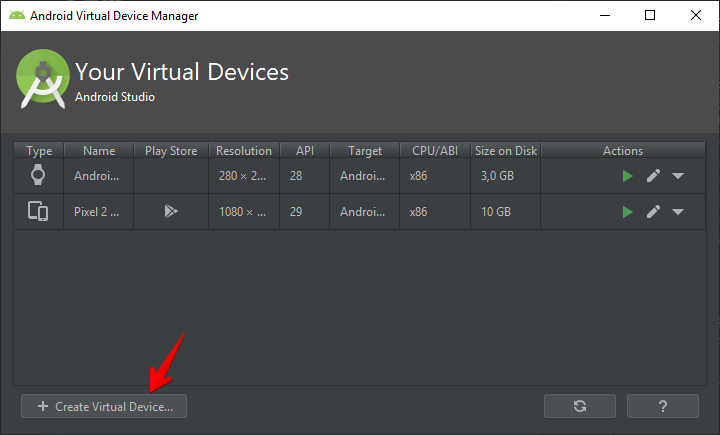 Android Virtual Device Manager
Your Virtual Devices
Android Studio
Type Name Play Store Resolution API Target CPU/ABI Size on Disk Actions
Androi... 280 × 2... 28 Androi... x86 3,0 GB
Pixel 2 ... 1080 × ... 29 Androi... x86 10 GB
+ Create Virtual Device... ?